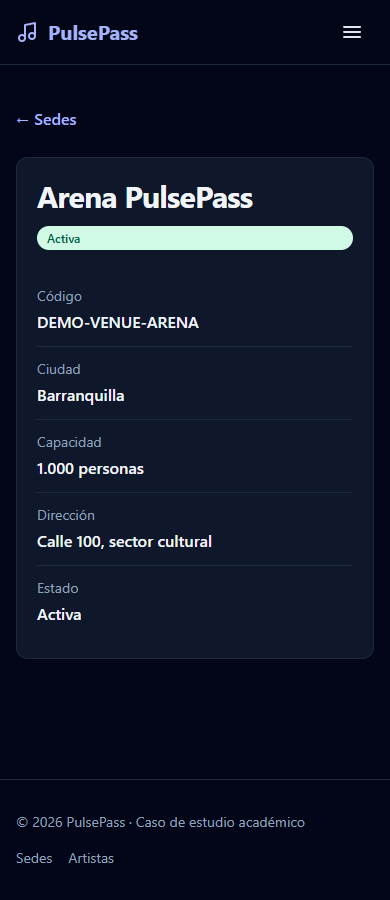 PulsePass
← Sedes
Arena PulsePass
Activa
Código
DEMO-VENUE-ARENA
Ciudad
Barranquilla
Capacidad
1.000 personas
Dirección
Calle 100, sector cultural
Estado
Activa
© 2026 PulsePass · Caso de estudio académico
Sedes Artistas